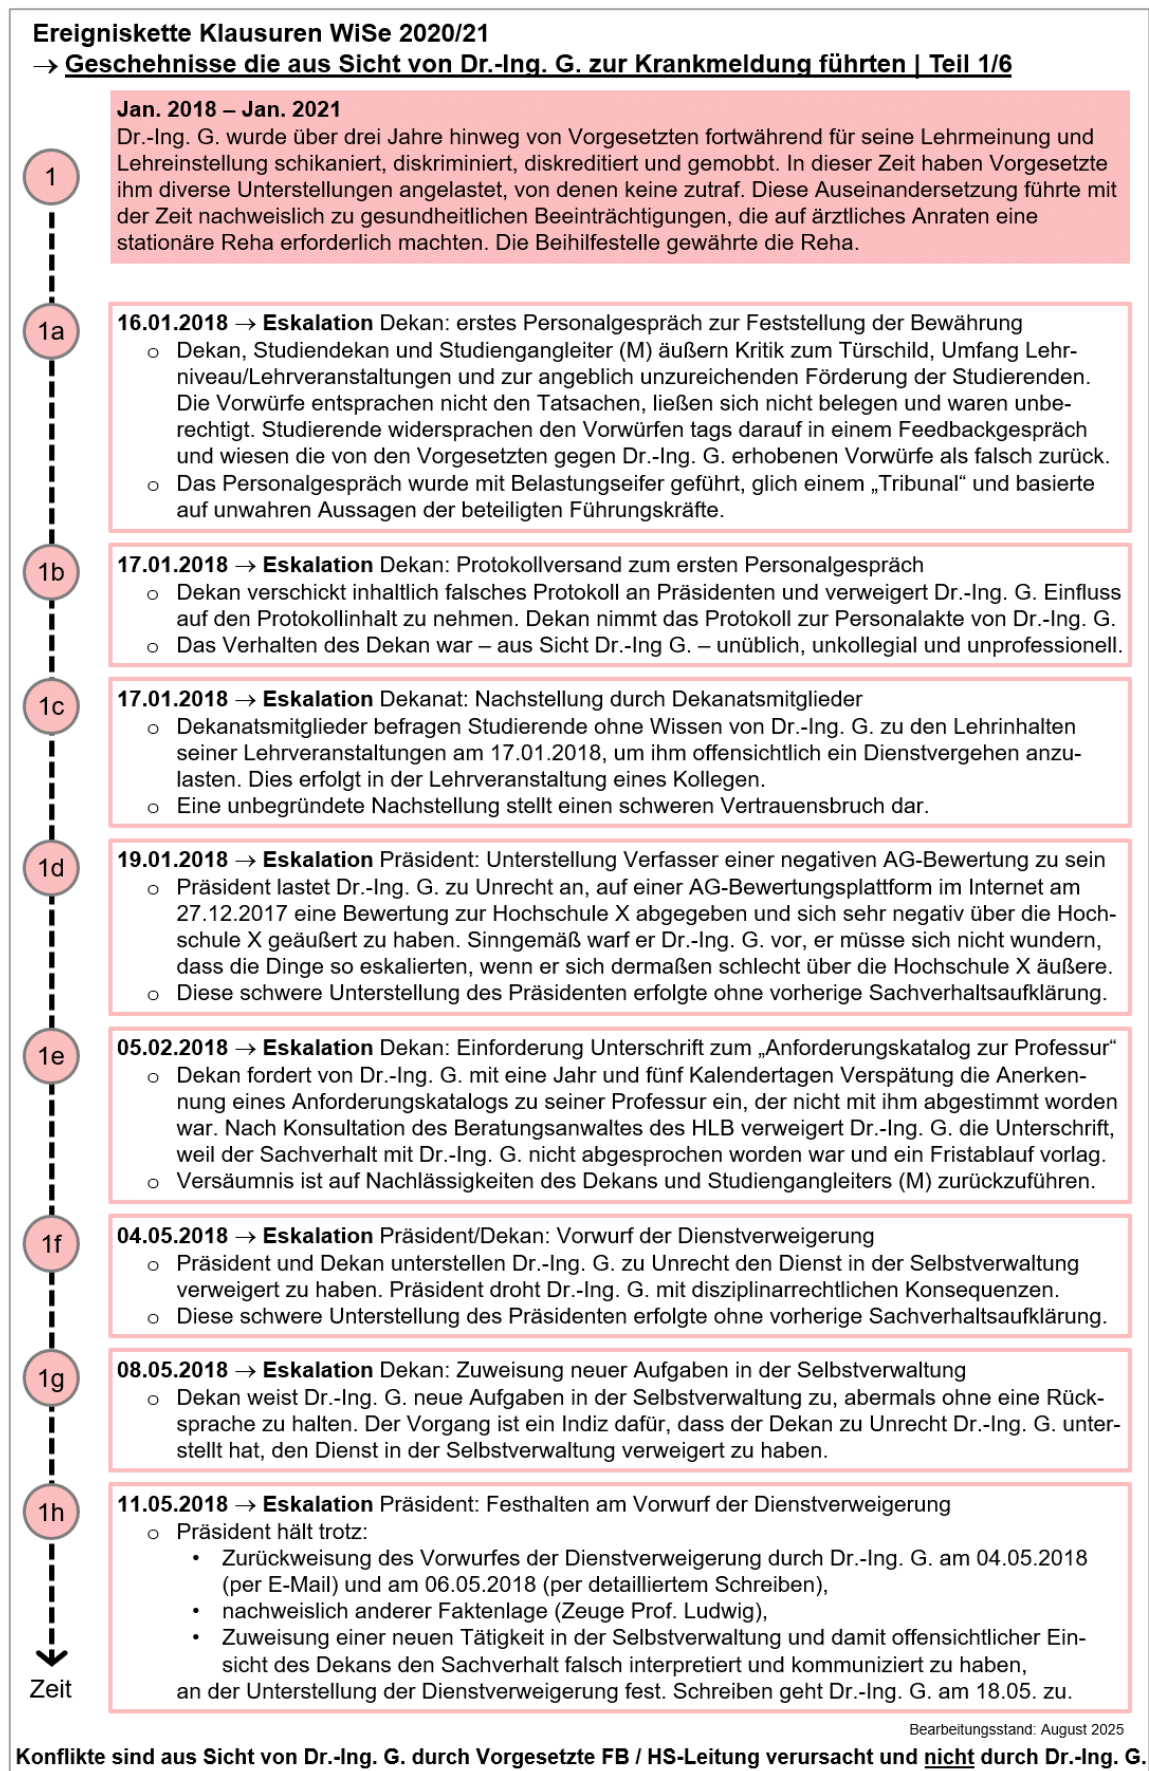 Ereigniskette Klausuren WiSe 2020/21
→ Geschehnisse die aus Sicht von Dr.-Ing. G. zur Krankmeldung führten | Teil 1/6
1
Jan. 2018 – Jan. 2021
Dr.-Ing. G. wurde über drei Jahre hinweg von Vorgesetzten fortwährend für seine Lehrmeinung und
Lehreinstellung schikaniert, diskriminiert, diskreditiert und gemobbt. In dieser Zeit haben Vorgesetzte
ihm diverse Unterstellungen angelastet, von denen keine zutraf. Diese Auseinandersetzung führte mit
der Zeit nachweislich zu gesundheitlichen Beeinträchtigungen, die auf ärztliches Anraten eine
stationäre Reha erforderlich machten. Die Beihilfestelle gewährte die Reha.
1a
16.01.2018 → Eskalation Dekan: erstes Personalgespräch zur Feststellung der Bewährung
o Dekan, Studiendekan und Studiengangleiter (M) äußern Kritik zum Türschild, Umfang Lehr-
niveau/Lehrveranstaltungen und zur angeblich unzureichenden Förderung der Studierenden.
Die Vorwürfe entsprachen nicht den Tatsachen, ließen sich nicht belegen und waren unbe-
rechtigt. Studierende widersprachen den Vorwürfen tags darauf in einem Feedbackgespräch
und wiesen die von den Vorgesetzten gegen Dr.-Ing. G. erhobenen Vorwürfe als falsch zurück.
o Das Personalgespräch wurde mit Belastungseifer geführt, glich einem „Tribunal“ und basierte
auf unwahren Aussagen der beteiligten Führungskräfte.
1b
17.01.2018 → Eskalation Dekan: Protokollversand zum ersten Personalgespräch
o Dekan verschickt inhaltlich falsches Protokoll an Präsidenten und verweigert Dr.-Ing. G. Einfluss
auf den Protokollinhalt zu nehmen. Dekan nimmt das Protokoll zur Personalakte von Dr.-Ing. G.
o Das Verhalten des Dekan war – aus Sicht Dr.-Ing G. – unüblich, unkollegial und unprofessionell.
1c
17.01.2018 → Eskalation Dekanat: Nachstellung durch Dekanatsmitglieder
o Dekanatsmitglieder befragen Studierende ohne Wissen von Dr.-Ing. G. zu den Lehrinhalten
seiner Lehrveranstaltungen am 17.01.2018, um ihm offensichtlich ein Dienstvergehen anzu-
lasten. Dies erfolgt in der Lehrveranstaltung eines Kollegen.
o Eine unbegründete Nachstellung stellt einen schweren Vertrauensbruch dar.
1d
19.01.2018 → Eskalation Präsident: Unterstellung Verfasser einer negativen AG-Bewertung zu sein
o Präsident lastet Dr.-Ing. G. zu Unrecht an, auf einer AG-Bewertungsplattform im Internet am
27.12.2017 eine Bewertung zur Hochschule X abgegeben und sich sehr negativ über die Hoch-
schule X geäußert zu haben. Sinngemäß warf er Dr.-Ing. G. vor, er müsse sich nicht wundern,
dass die Dinge so eskalierten, wenn er sich dermaßen schlecht über die Hochschule X äußere.
o Diese schwere Unterstellung des Präsidenten erfolgte ohne vorherige Sachverhaltsaufklärung.
1e
05.02.2018 → Eskalation Dekan: Einforderung Unterschrift zum „Anforderungskatalog zur Professur“
o Dekan fordert von Dr.-Ing. G. mit eine Jahr und fünf Kalendertagen Verspätung die Anerken-
nung eines Anforderungskatalogs zu seiner Professur ein, der nicht mit ihm abgestimmt worden
war. Nach Konsultation des Beratungsanwaltes des HLB verweigert Dr.-Ing. G. die Unterschrift,
weil der Sachverhalt mit Dr.-Ing. G. nicht abgesprochen worden war und ein Fristablauf vorlag.
o Versäumnis ist auf Nachlässigkeiten des Dekans und Studiengangleiters (M) zurückzuführen.
1f
04.05.2018 → Eskalation Präsident/Dekan: Vorwurf der Dienstverweigerung
o Präsident und Dekan unterstellen Dr.-Ing. G. zu Unrecht den Dienst in der Selbstverwaltung
verweigert zu haben. Präsident droht Dr.-Ing. G. mit disziplinarrechtlichen Konsequenzen.
o Diese schwere Unterstellung des Präsidenten erfolgte ohne vorherige Sachverhaltsaufklärung.
1g
08.05.2018 → Eskalation Dekan: Zuweisung neuer Aufgaben in der Selbstverwaltung
o Dekan weist Dr.-Ing. G. neue Aufgaben in der Selbstverwaltung zu, abermals ohne eine Rück-
sprache zu halten. Der Vorgang ist ein Indiz dafür, dass der Dekan zu Unrecht Dr.-Ing. G. unter-
stellt hat, den Dienst in der Selbstverwaltung verweigert zu haben.
1h
11.05.2018 → Eskalation Präsident: Festhalten am Vorwurf der Dienstverweigerung
o Präsident hält trotz:
• Zurückweisung des Vorwurfes der Dienstverweigerung durch Dr.-Ing. G. am 04.05.2018
(per E-Mail) und am 06.05.2018 (per detailliertem Schreiben),
• nachweislich anderer Faktenlage (Zeuge Prof. Ludwig),
• Zuweisung einer neuen Tätigkeit in der Selbstverwaltung und damit offensichtlicher Ein-
sicht des Dekans den Sachverhalt falsch interpretiert und kommuniziert zu haben,
an der Unterstellung der Dienstverweigerung fest. Schreiben geht Dr.-Ing. G. am 18.05. zu.
Zeit
Bearbeitungsstand: August 2025
Konflikte sind aus Sicht von Dr.-Ing. G. durch Vorgesetzte FB / HS-Leitung verursacht und nicht durch Dr.-Ing. G.